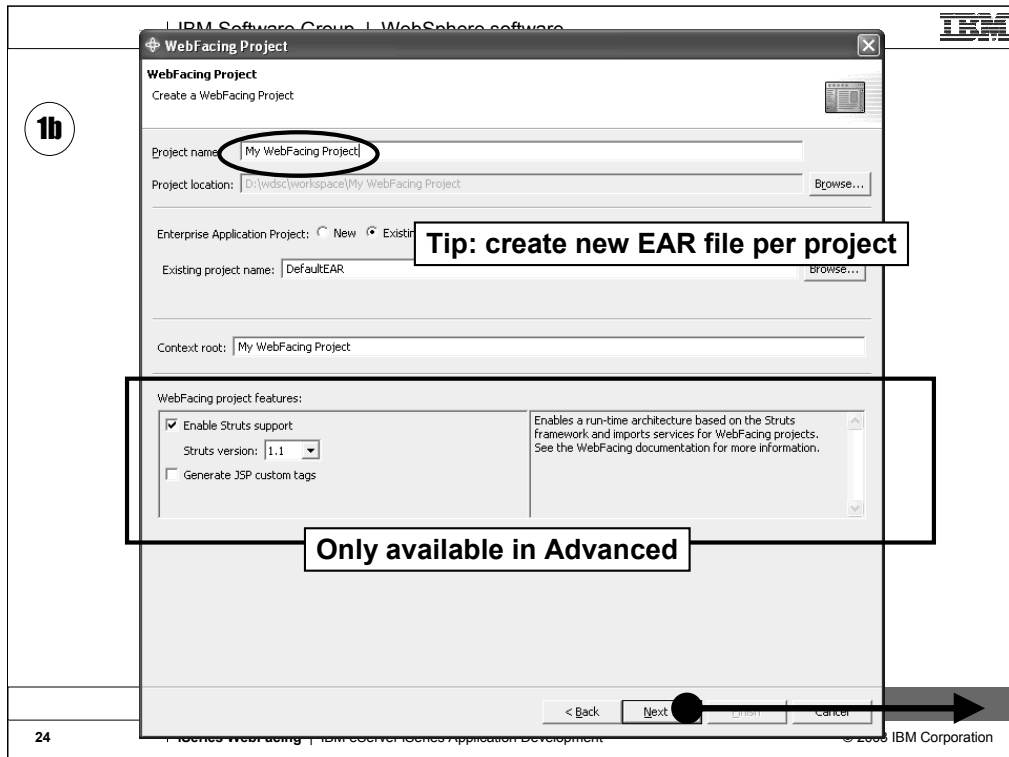 IBM Software Group | WebSphere software
IBM
WebFacing Project
WebFacing Project
Create a WebFacing Project
1b
Project name: My WebFacing Project
Project location: D:\wdsc\workspace\My WebFacing Project Browse...
Enterprise Application Project: New Existin
Tip: create new EAR file per project
Existing project name: DefaultEAR Browse...
Context root: My WebFacing Project
WebFacing project features:
Enable Struts support
Struts version: 1.1
Generate JSP custom tags
Enables a run-time architecture based on the Struts
framework and imports services for WebFacing projects.
See the WebFacing documentation for more information.
Only available in Advanced
< Back Next Finish Cancel
24 iSeries WebFacing | IBM eServer iSeries Application Development © IBM Corporation